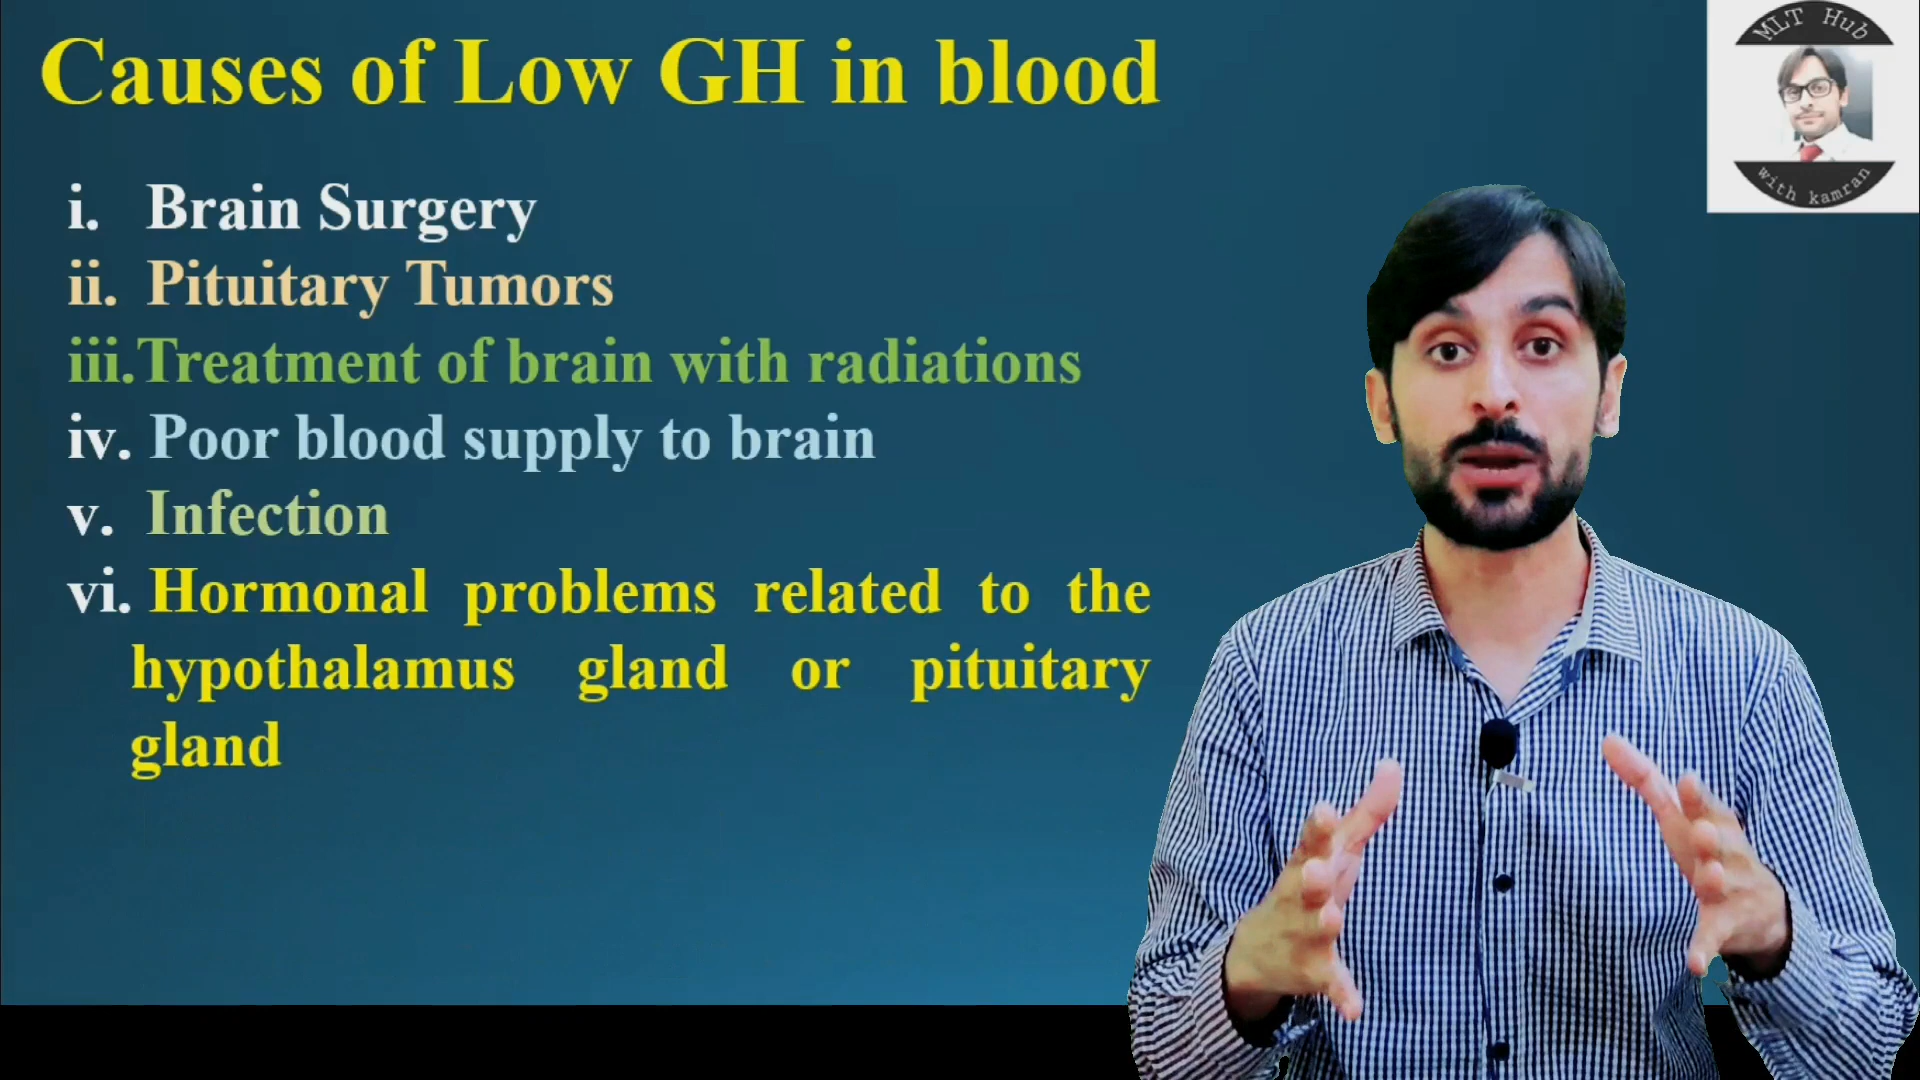 Causes of Low GH in blood
MLT Hub
with kamran
i. Brain Surgery
ii. Pituitary Tumors
iii. Treatment of brain with radiations
iv. Poor blood supply to brain
v. Infection
vi. Hormonal problems related to the
hypothalamus gland or pituitary
gland